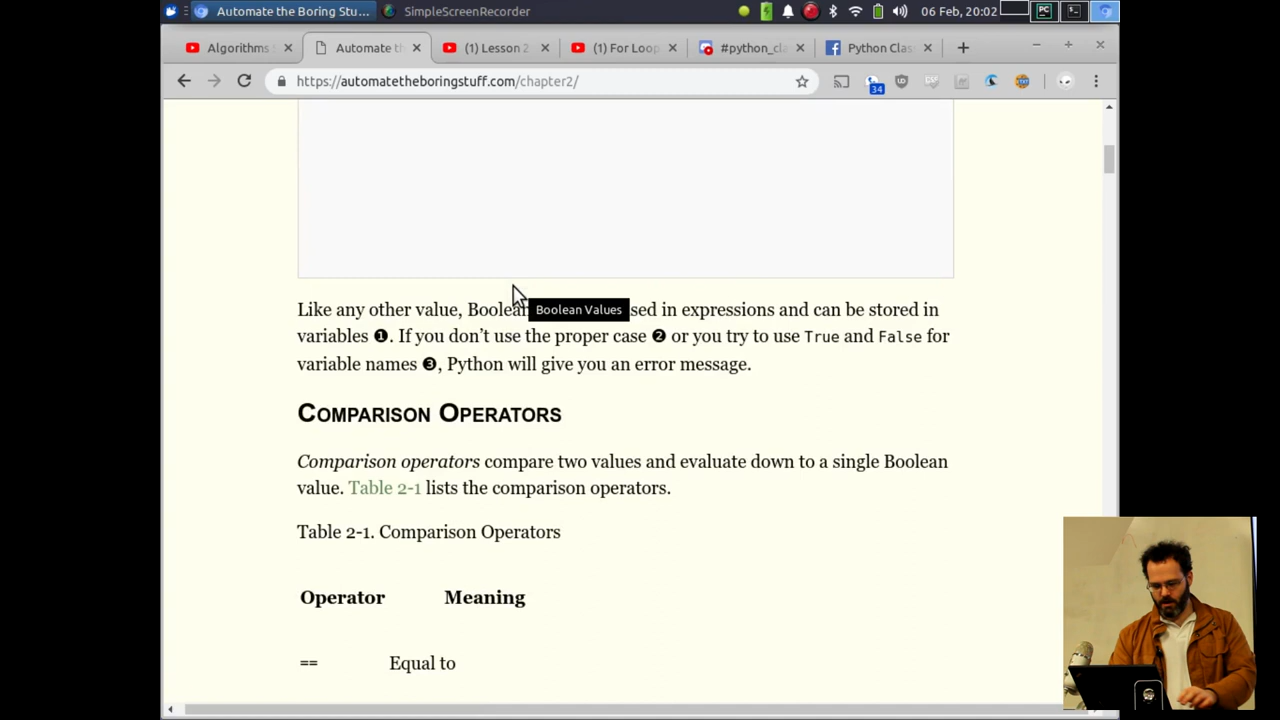 Automate the Boring Stu...
SimpleScreenRecorder
06 Feb, 20:02
Algorithms
Automate th
(1) Lesson 2
(1) For Loop
#python_cla
Python Clas
https://automatetheboringstuff.com/chapter2/
34
Like any other value, Boolean
Boolean Values
sed in expressions and can be stored in
variables ❶. If you don’t use the proper case ❷ or you try to use True and False for
variable names ❸, Python will give you an error message.
COMPARISON OPERATORS
Comparison operators compare two values and evaluate down to a single Boolean
value. Table 2-1 lists the comparison operators.
Table 2-1. Comparison Operators
Operator Meaning
== Equal to